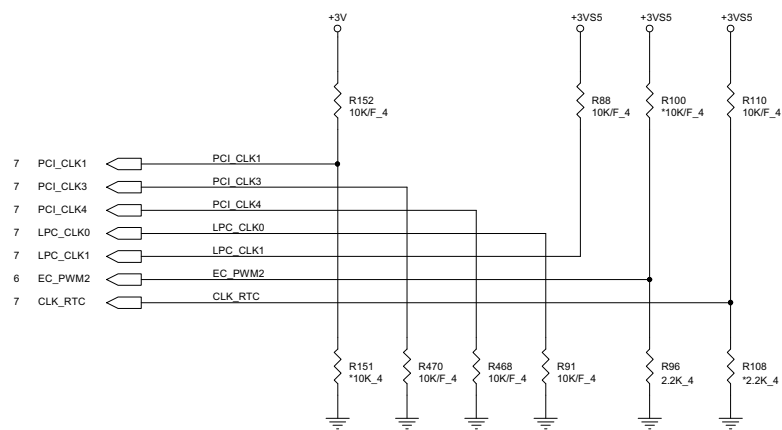 +3V +3VS5 +3VS5 +3VS5
R152 R88 R100 R110
10K/F_4 10K/F_4 *10K/F_4 10K/F_4
7 PCI_CLK1 PCI_CLK1
7 PCI_CLK3 PCI_CLK3
7 PCI_CLK4 PCI_CLK4
7 LPC_CLK0 LPC_CLK0
7 LPC_CLK1 LPC_CLK1
6 EC_PWM2 EC_PWM2
7 CLK_RTC CLK_RTC
R151 R470 R468 R91 R96 R108
*10K_4 10K/F_4 10K/F_4 10K/F_4 2.2K_4 *2.2K_4